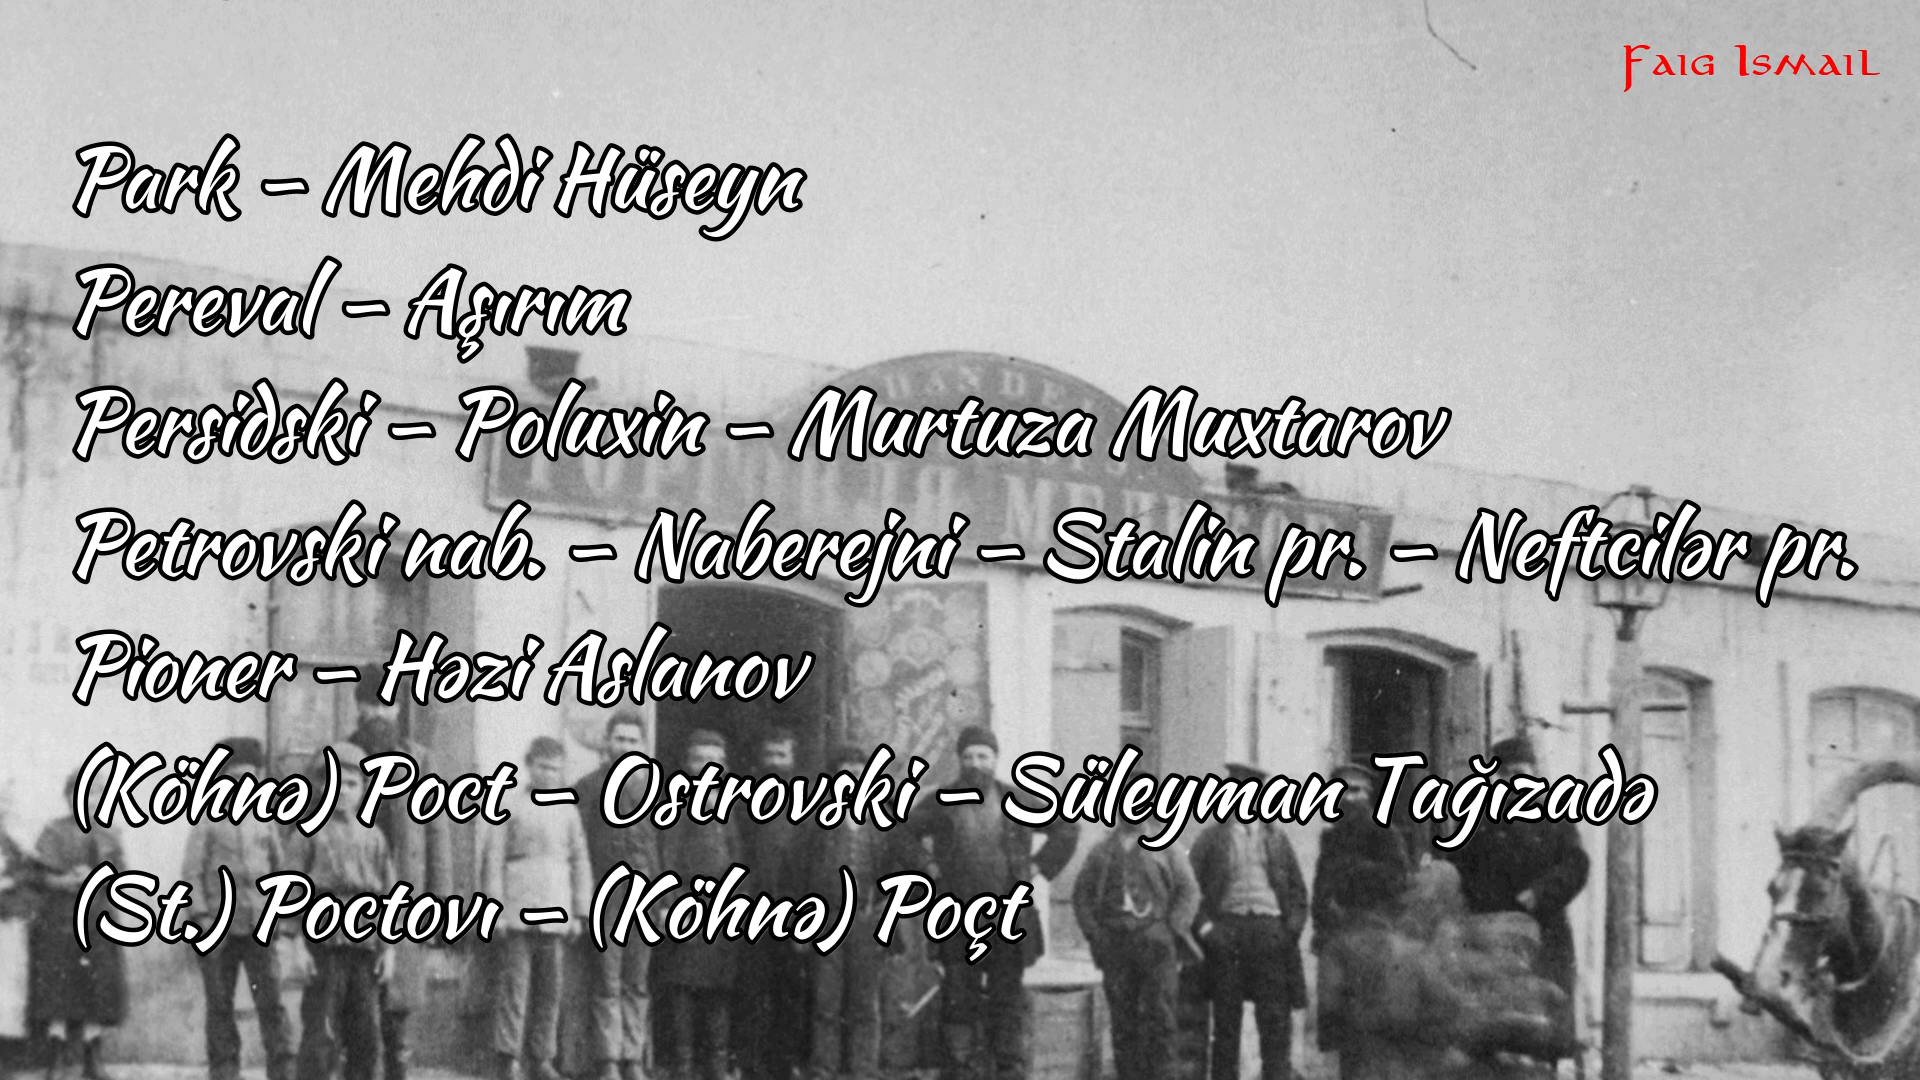 Faig Ismail
Park – Mehdi Hüseyn
Pereval – Aşırım
Persidski – Poluxin – Murtuza Muxtarov
Petrovski nab. – Naberejni – Stalin pr. – Neftcilər pr.
Pioner – Həzi Aslanov
(Köhnə) Poct – Ostrovski – Süleyman Tağızadə
(St.) Poctovı – (Köhnə) Poçt